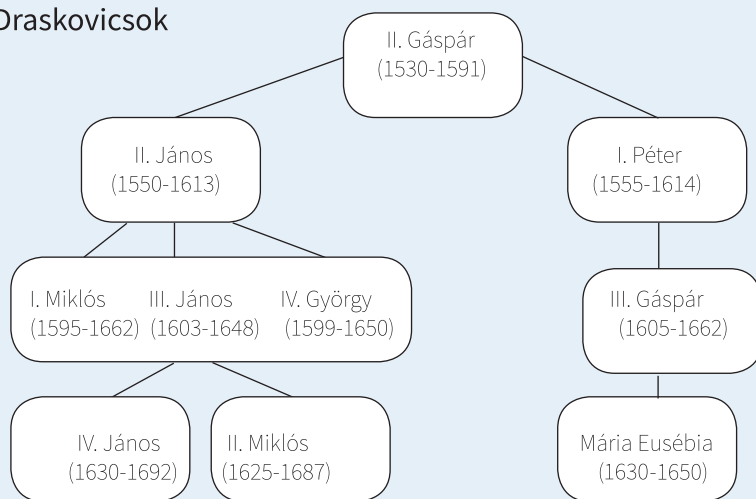 Draskovicsok
II. Gáspár
(1530-1591)
II. János
(1550-1613)
I. Péter
(1555-1614)
I. Miklós III. János IV. György
(1595-1662) (1603-1648) (1599-1650)
III. Gáspár
(1605-1662)
IV. János
(1630-1692)
II. Miklós
(1625-1687)
Mária Eusébia
(1630-1650)